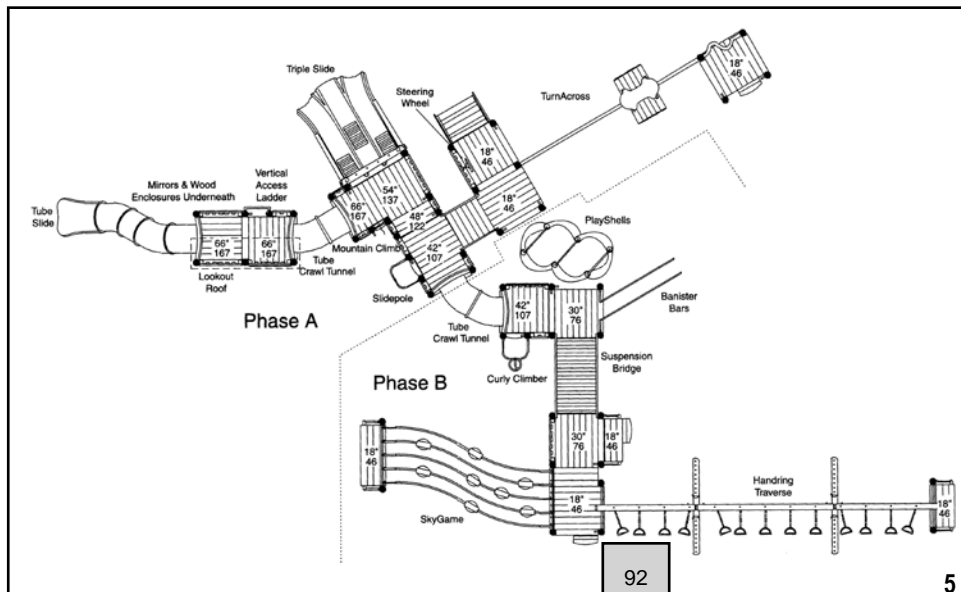 Triple Slide
Steering
Wheel
TurnAcross
18"
46
18"
46
18"
46
Mirrors & Wood
Enclosures Underneath
Vertical
Access
Ladder
Tube
Slide
66"
167
66"
167
Lookout
Roof
Tube
Crawl Tunnel
66"
167
54"
137
48"
122
42"
107
Mountain Climb
Slidepole
Phase A
PlayShells
Tube
Crawl Tunnel
42"
107
30"
76
Banister
Bars
Curly Climber
Suspension
Bridge
Phase B
18"
46
30"
76
18"
46
SkyGame
18"
46
Handring
Traverse
18"
46
92
5